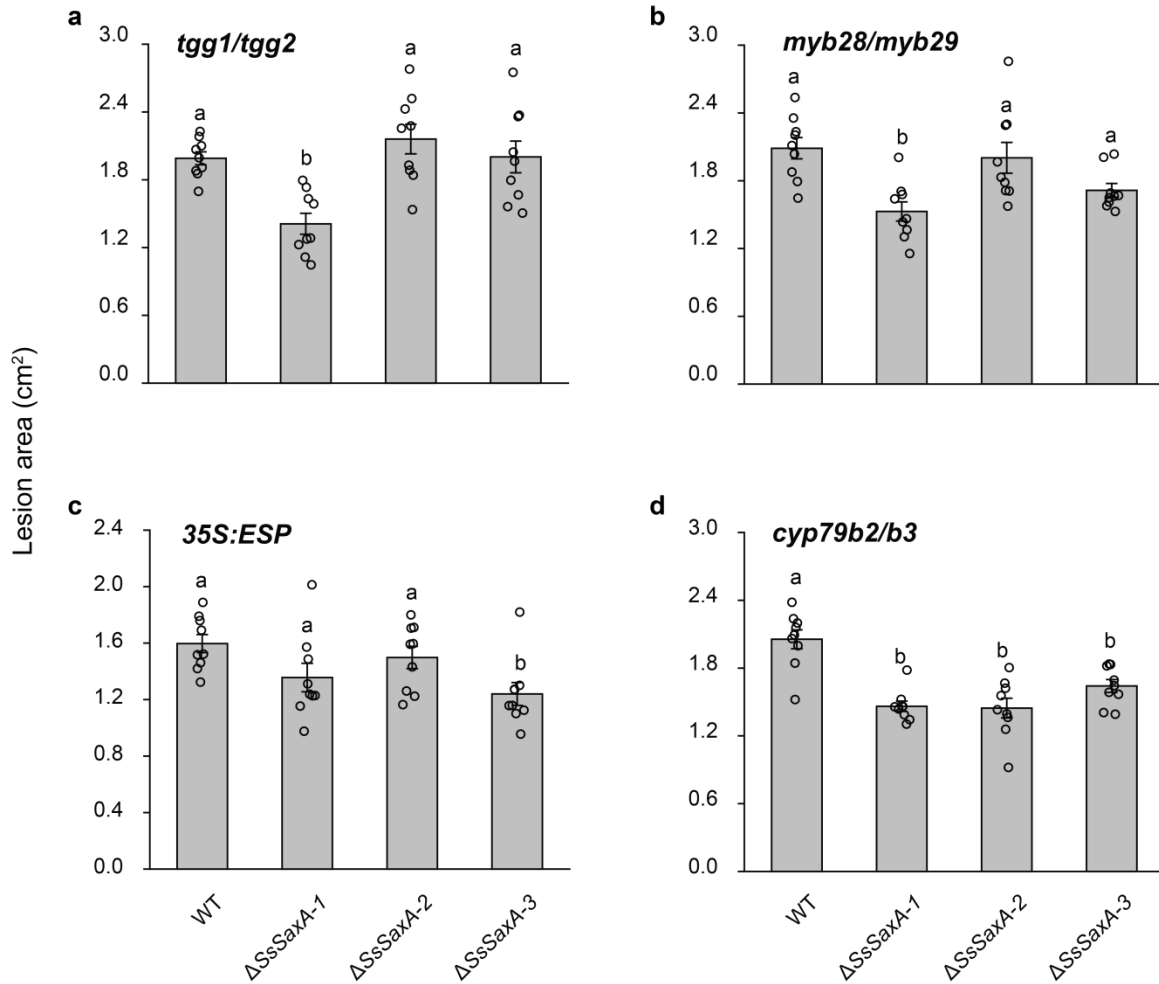 a
tgg1/tgg2
3.0
2.4
1.8
1.2
0.6
0.0
a
b
a
a
b
myb28/myb29
3.0
2.4
1.8
1.2
0.6
0.0
a
b
a
a
Lesion area (cm²)
c
35S:ESP
2.4
2.0
1.6
1.2
0.8
0.4
0.0
a
a
a
b
WT
ΔSsSaxA-1
ΔSsSaxA-2
ΔSsSaxA-3
d
cyp79b2/b3
3.0
2.4
1.8
1.2
0.6
0.0
a
b
b
b
WT
ΔSsSaxA-1
ΔSsSaxA-2
ΔSsSaxA-3